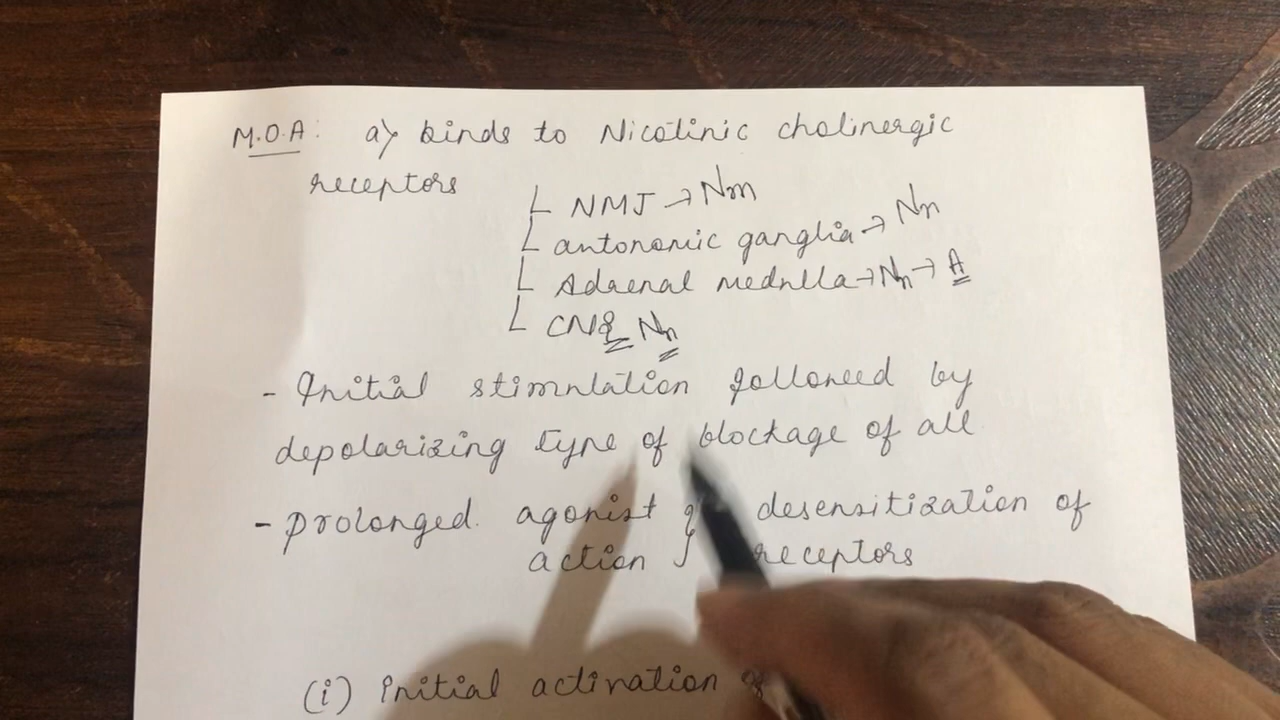 M.O.A: a) binds to Nicotinic cholinergic
receptors
NMJ → Nm
autonomic ganglia → Nn
Adrenal medulla → Nn → A
CNS Nn
- Initial stimulation followed by
depolarizing type of blockage of all
- Prolonged agonist desensitization of
action receptors
(i) Initial activation